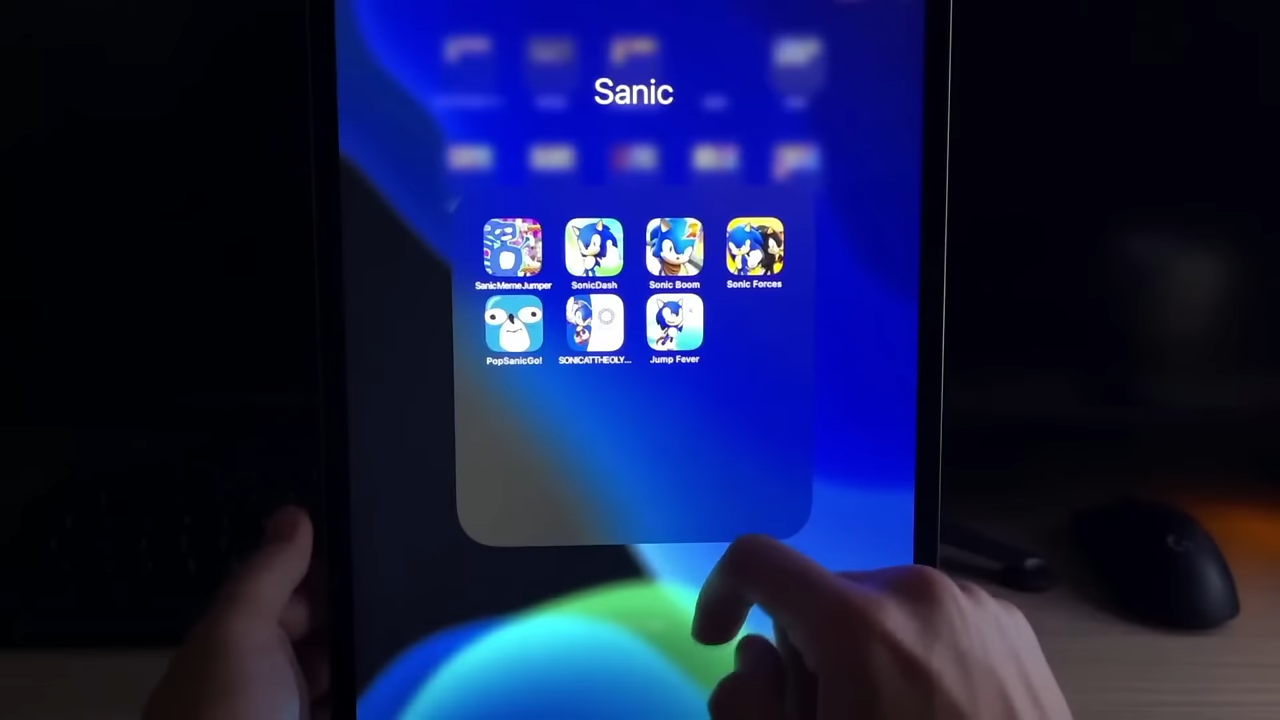 Sanic
SanicMemeJumper
SonicDash
Sonic Boom
Sonic Forces
PopSanicGo!
SONICATTHEOLY...
Jump Fever